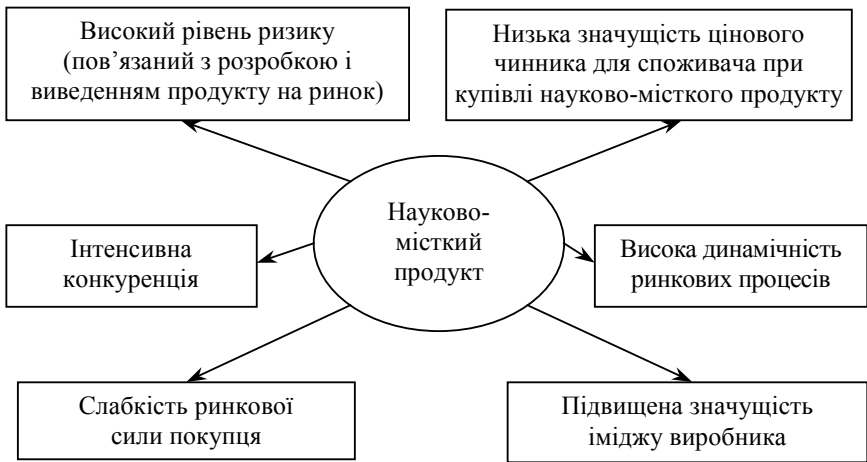 Високий рівень ризику
(пов’язаний з розробкою і
виведенням продукту на ринок)
Низька значущість цінового
чинника для споживача при
купівлі науково-місткого продукту
Науково-
місткий
продукт
Інтенсивна
конкуренція
Висока динамічність
ринкових процесів
Слабкість ринкової
сили покупця
Підвищена значущість
іміджу виробника